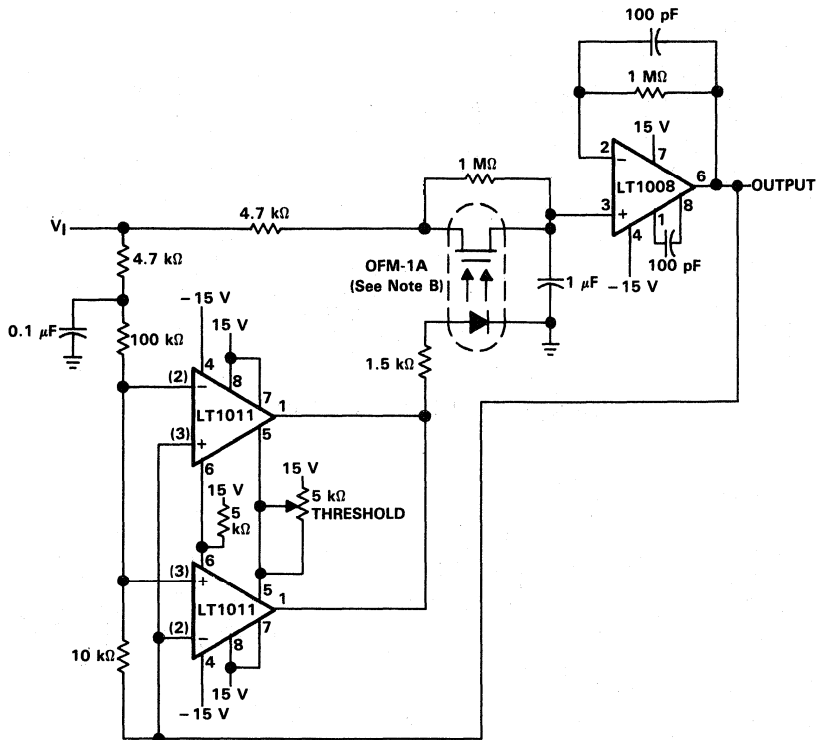 100 pF
1 MΩ
15 V
2
7
−
LT1008
6
OUTPUT
3
+
1
8
4
100 pF
−15 V
1 MΩ
4.7 kΩ
VI
4.7 kΩ
OFM-1A
(See Note B)
1 μF
0.1 μF
−15 V
15 V
100 kΩ
1.5 kΩ
4
8
(2)
−
7
1
LT1011
(3)
+
5
6
15 V
5
kΩ
15 V
5 kΩ
THRESHOLD
6
(3)
+
5
1
LT1011
(2)
−
7
8
4
10 kΩ
15 V
−15 V